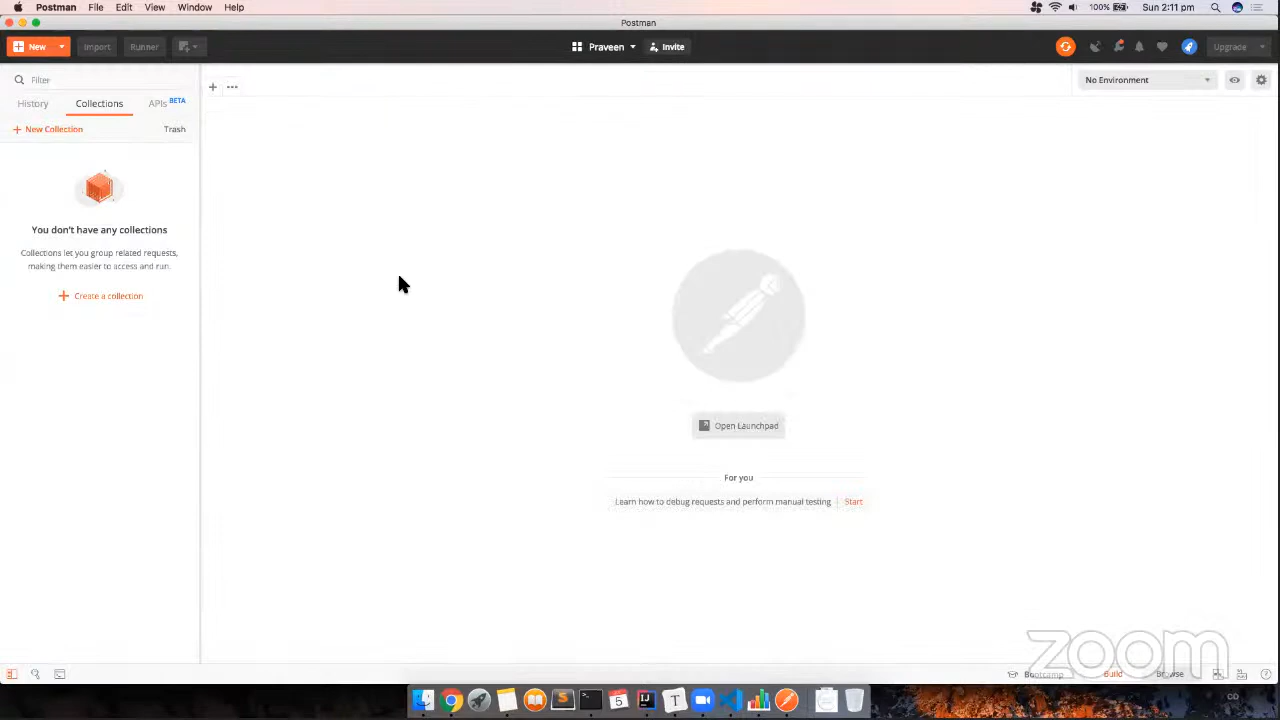 Postman File Edit View Window Help 100% Sun 2:11 pm
Postman
New Import Runner Praveen Invite Upgrade
Filter
No Environment
History Collections APIs BETA
+ New Collection Trash
You don't have any collections
Collections let you group related requests,
making them easier to access and run.
+ Create a collection
Open Launchpad
For you
Learn how to debug requests and perform manual testing Start
zoom
Bootcamp Build Browse
5 T